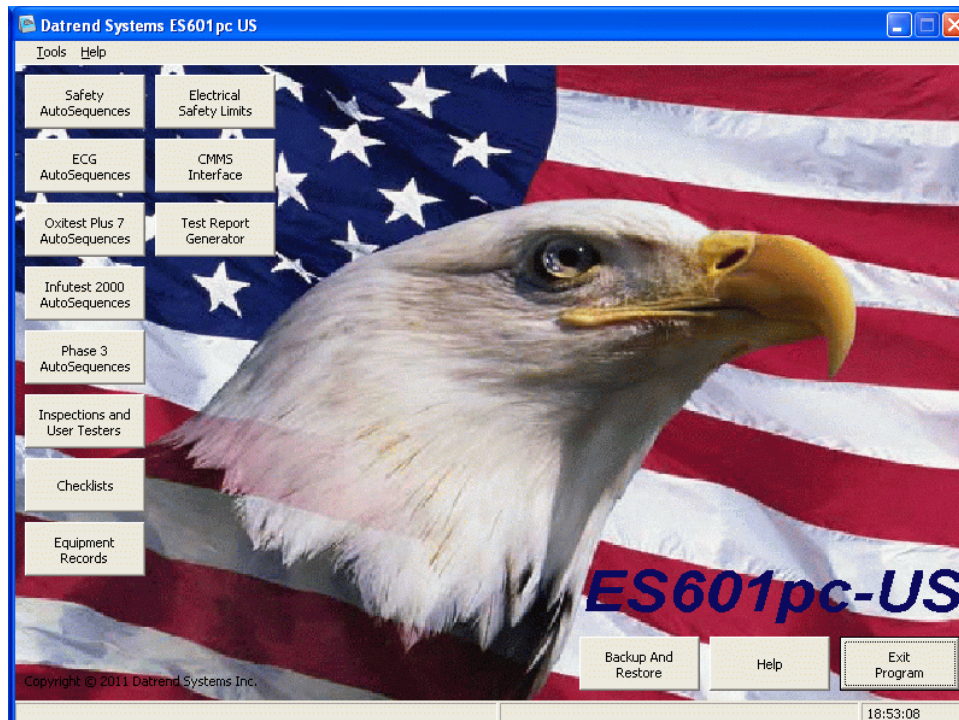 Datrend Systems ES601pc US
Tools Help
Safety
AutoSequences
Electrical
Safety Limits
ECG
AutoSequences
CMMS
Interface
Oxitest Plus 7
AutoSequences
Test Report
Generator
Infutest 2000
AutoSequences
Phase 3
AutoSequences
Inspections and
User Testers
Checklists
Equipment
Records
ES601pc-US
Backup And
Restore
Help
Exit
Program
Copyright © 2011 Datrend Systems Inc.
18:53:08